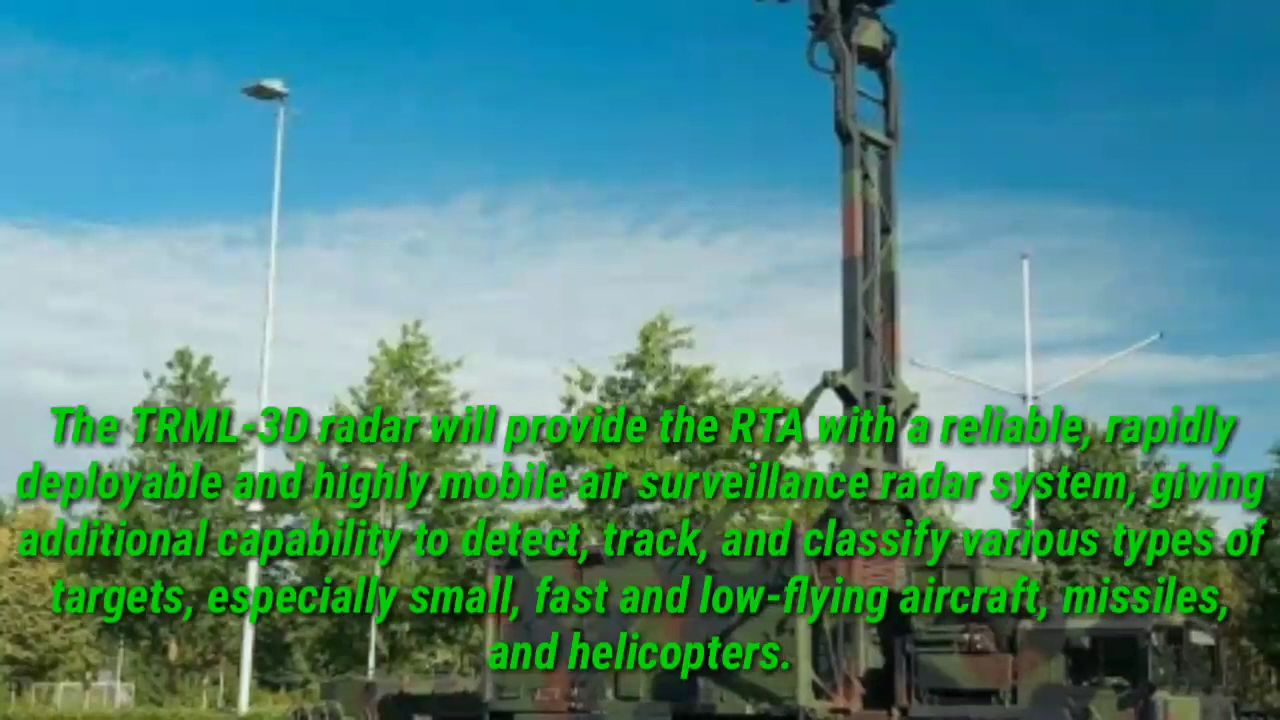 The TRML-3D radar will provide the RTA with a reliable, rapidly
deployable and highly mobile air surveillance radar system, giving
additional capability to detect, track, and classify various types of
targets, especially small, fast and low-flying aircraft, missiles,
and helicopters.